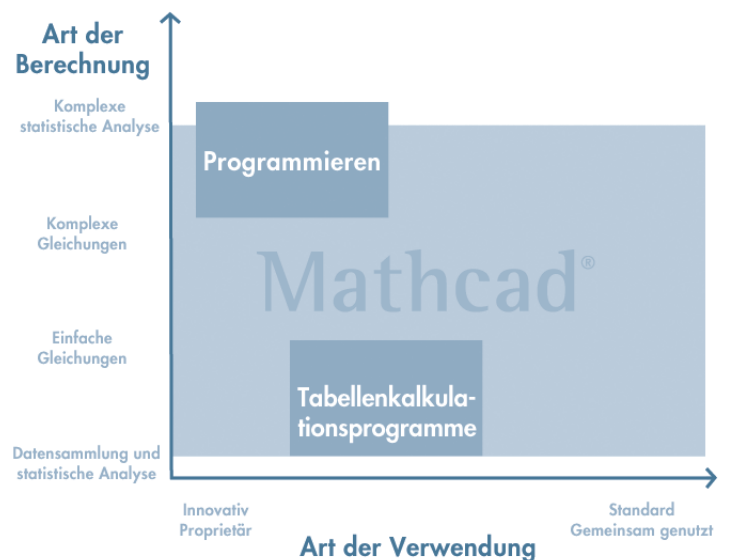 Art der
Berechnung
Komplexe
statistische Analyse
Programmieren
Komplexe
Gleichungen
Mathcad®
Einfache
Gleichungen
Tabellenkalkula-
tionsprogramme
Datensammlung und
statistische Analyse
Innovativ
Proprietär
Standard
Gemeinsam genutzt
Art der Verwendung